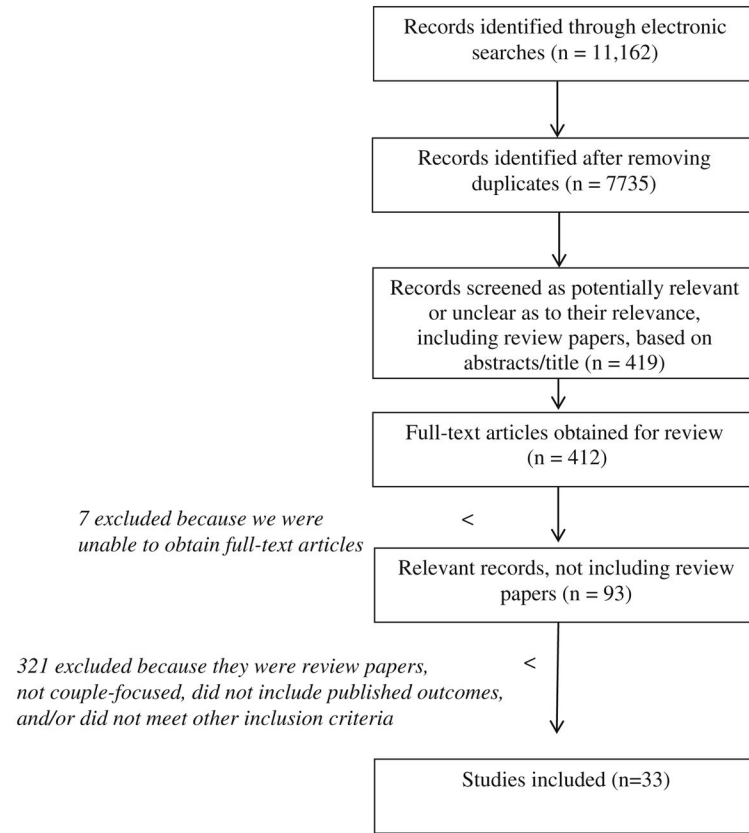 Records identified through electronic
searches (n = 11,162)
Records identified after removing
duplicates (n = 7735)
Records screened as potentially relevant
or unclear as to their relevance,
including review papers, based on
abstracts/title (n = 419)
Full-text articles obtained for review
(n = 412)
7 excluded because we were
unable to obtain full-text articles
<
Relevant records, not including review
papers (n = 93)
321 excluded because they were review papers,
not couple-focused, did not include published outcomes,
and/or did not meet other inclusion criteria
<
Studies included (n=33)